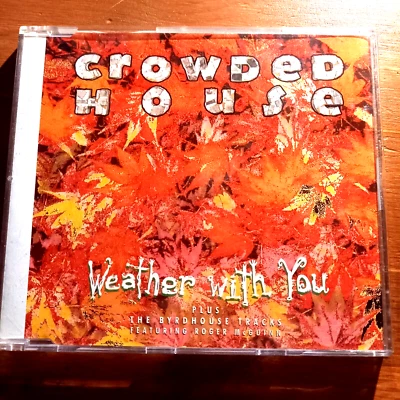 CROWDED
HOUSE
Weather with You
PLUS
THE BYRDHOUSE TRACKS
FEATURING ROGER McGUINN